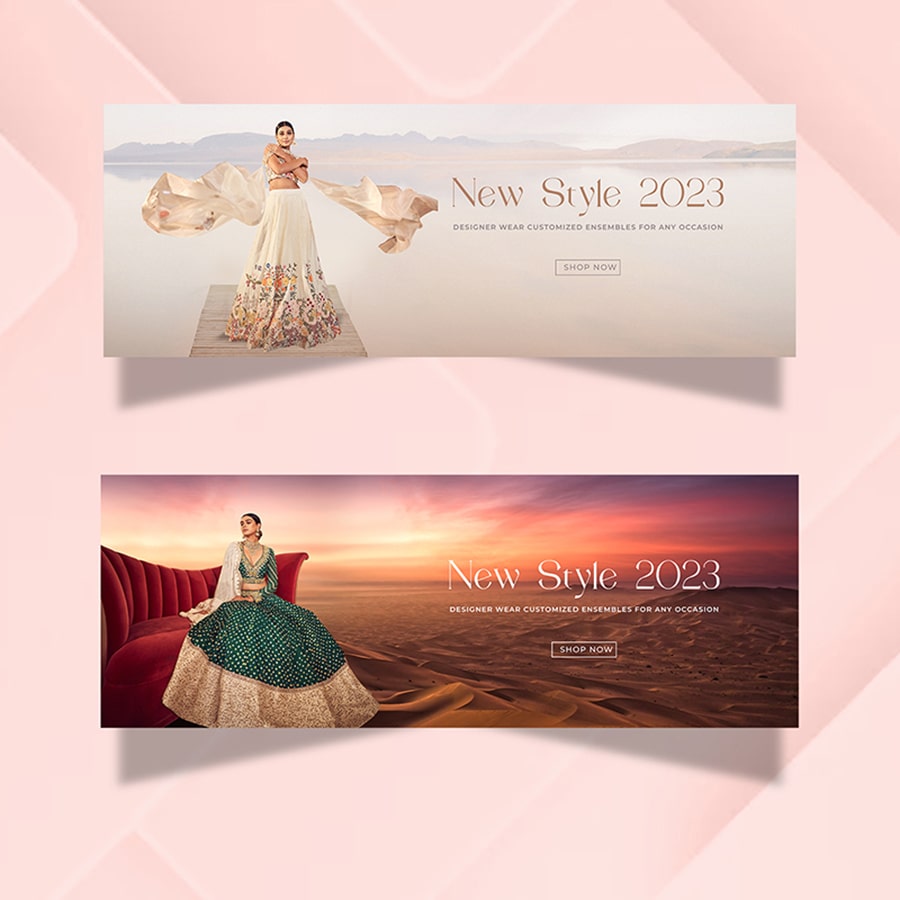 New Style 2023
DESIGNER WEAR CUSTOMIZED ENSEMBLES FOR ANY OCCASION
SHOP NOW
New Style 2023
DESIGNER WEAR CUSTOMIZED ENSEMBLES FOR ANY OCCASION
SHOP NOW